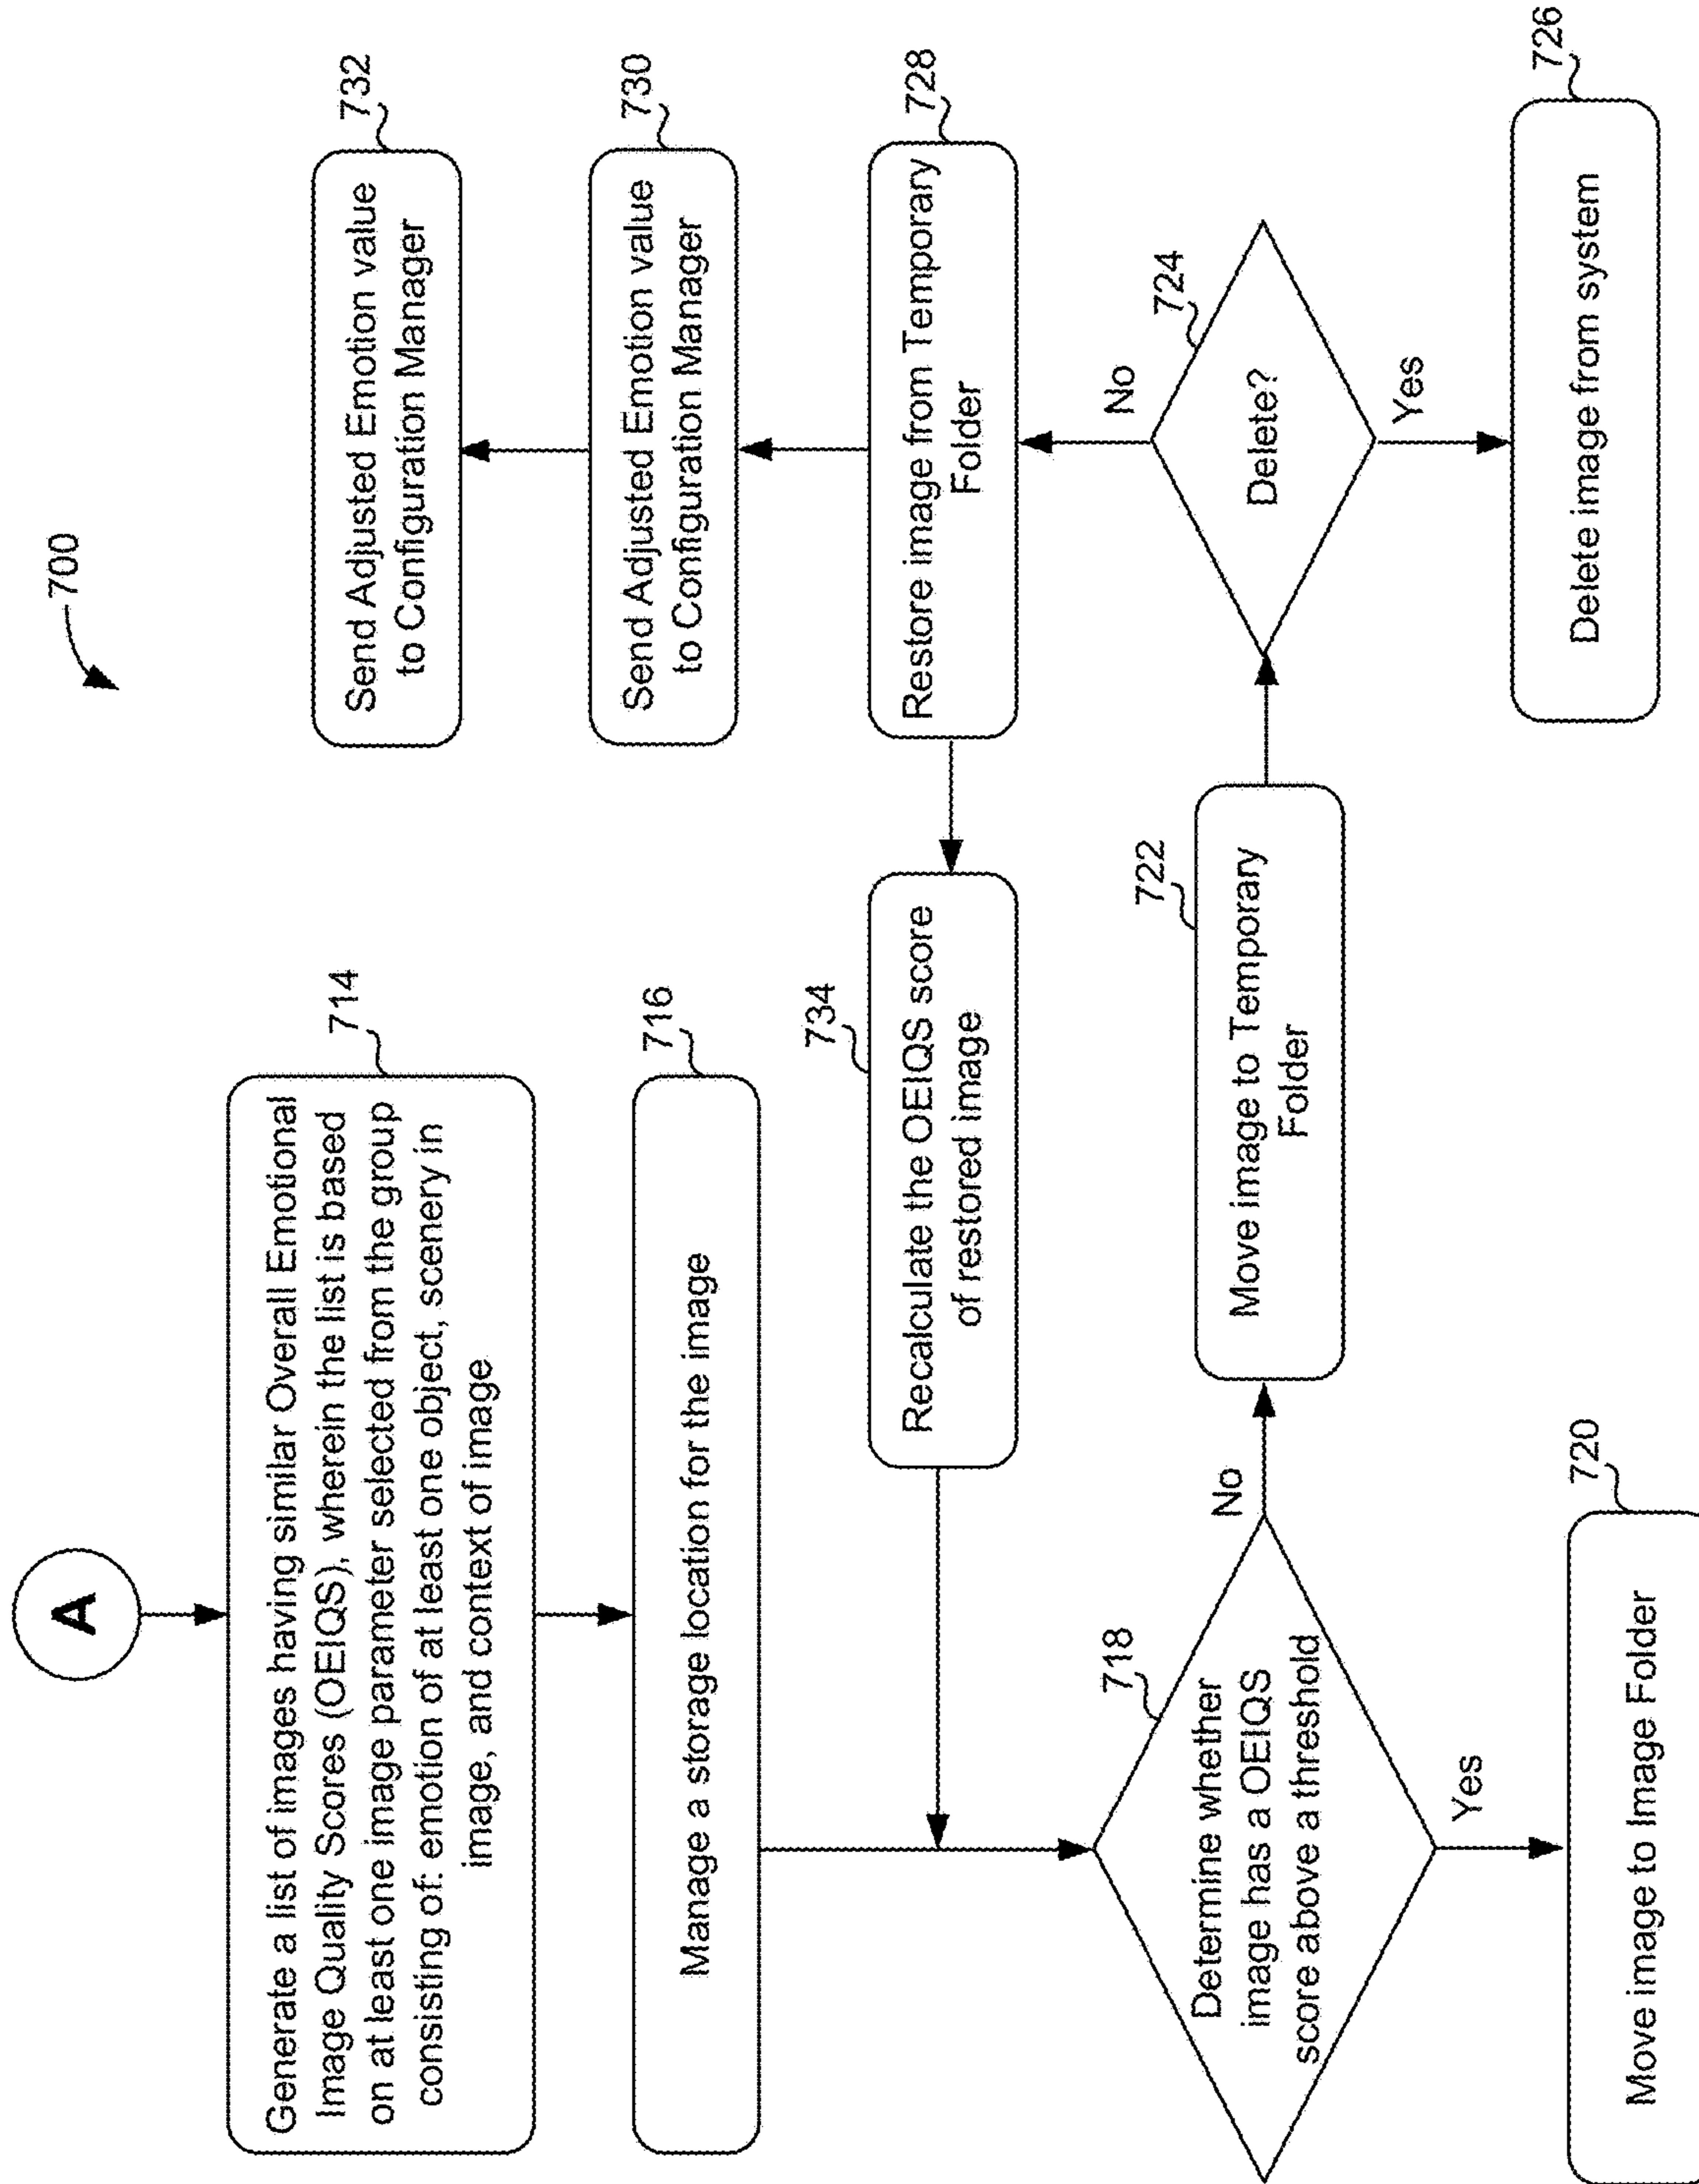 700
A
Generate a list of images having similar Overall Emotional
Image Quality Scores (OEIQS), wherein the list is based
on at least one image parameter selected from the group
consisting of: emotion of at least one object, scenery in
image, and context of image
714
Manage a storage location for the image
716
Determine whether
image has a OEIQS
score above a threshold
718
Yes
No
Move image to Image Folder
720
Move image to Temporary
Folder
722
Delete?
724
Yes
No
Delete image from system
726
Restore image from Temporary
Folder
728
Send Adjusted Emotion value
to Configuration Manager
730
Send Adjusted Emotion value
to Configuration Manager
732
Recalculate the OEIQS score
of restored image
734